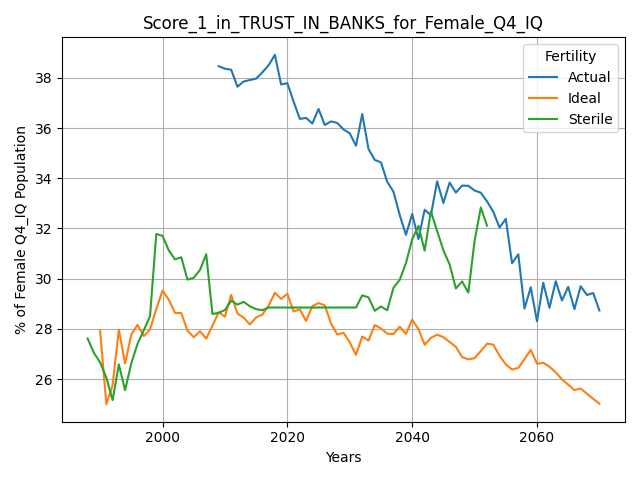 Score_1_in_TRUST_IN_BANKS_for_Female_Q4_IQ
Fertility
Actual
Ideal
Sterile
% of Female Q4_IQ Population
38
36
34
32
30
28
26
2000
2020
2040
2060
Years